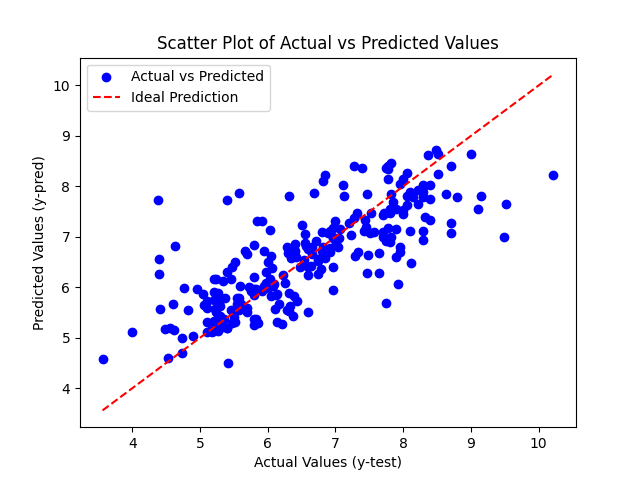 Scatter Plot of Actual vs Predicted Values
Actual vs Predicted
Ideal Prediction
Predicted Values (y-pred)
10
9
8
7
6
5
4
4 5 6 7 8 9 10
Actual Values (y-test)